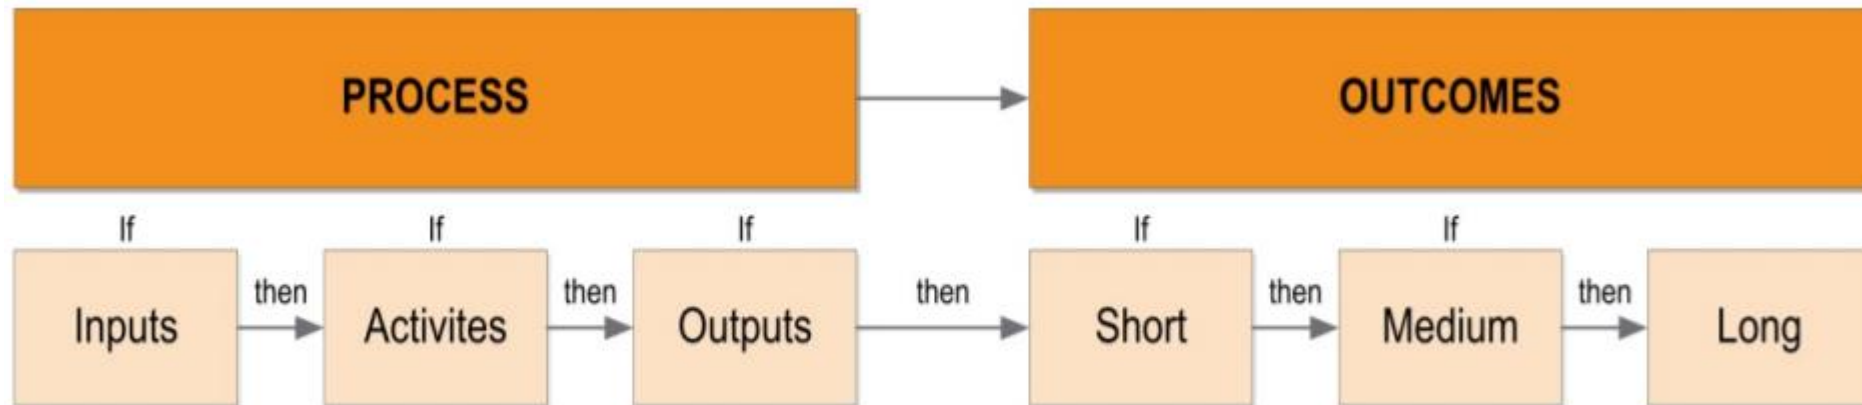 PROCESS
OUTCOMES
If
If
If
If
If
Inputs
then
Activites
then
Outputs
then
Short
then
Medium
then
Long